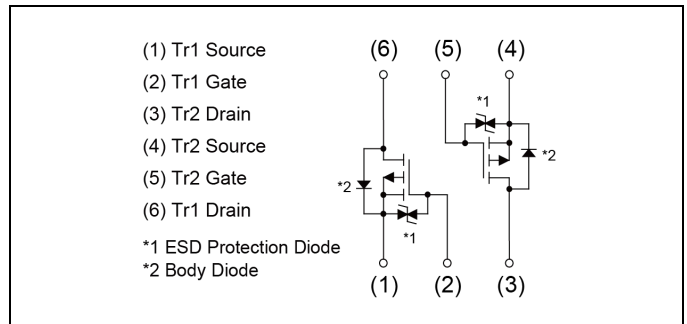 (1) Tr1 Source
(2) Tr1 Gate
(3) Tr2 Drain
(4) Tr2 Source
(5) Tr2 Gate
(6) Tr1 Drain
*1 ESD Protection Diode
*2 Body Diode
(6) (5) (4)
*1
*2
*2
*1
(1) (2) (3)